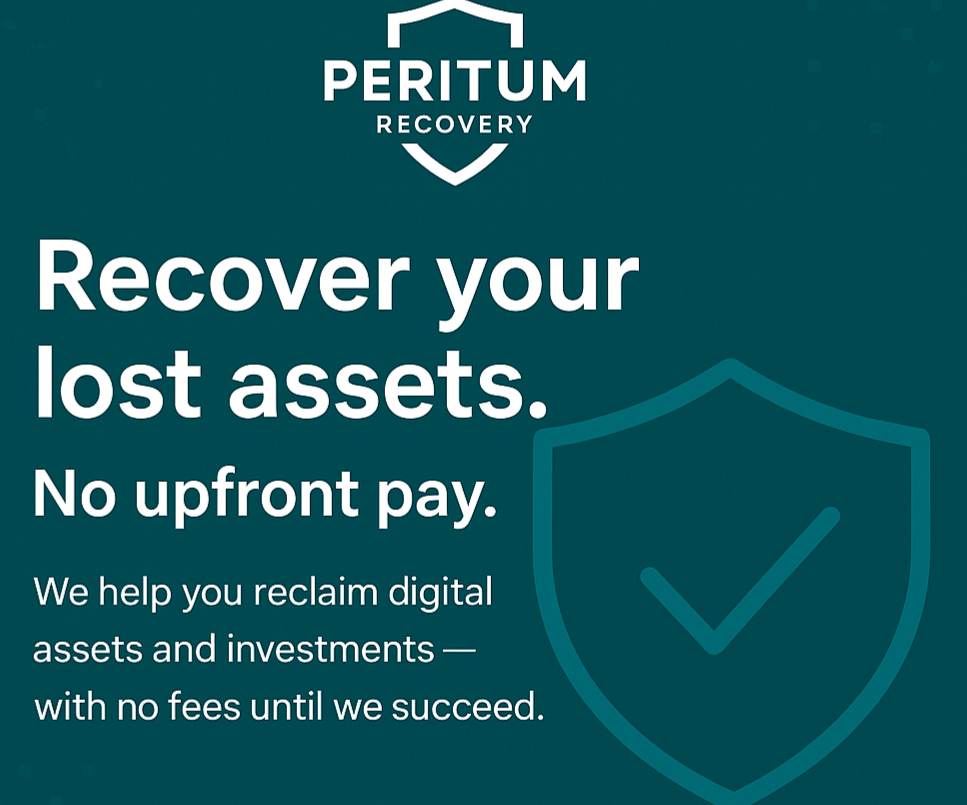 PERITUM
RECOVERY
Recover your
lost assets.
No upfront pay.
We help you reclaim digital
assets and investments —
with no fees until we succeed.